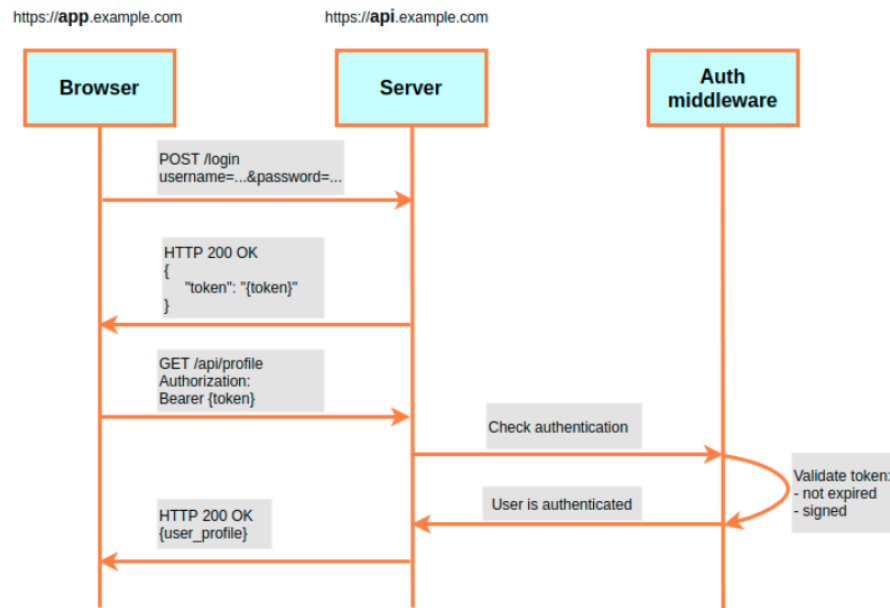 https://app.example.com
https://api.example.com
Browser
Server
Auth
middleware
POST /login
username=...&password=...
HTTP 200 OK
{
"token": "{token}"
}
GET /api/profile
Authorization:
Bearer {token}
Check authentication
Validate token:
- not expired
- signed
User is authenticated
HTTP 200 OK
{user_profile}